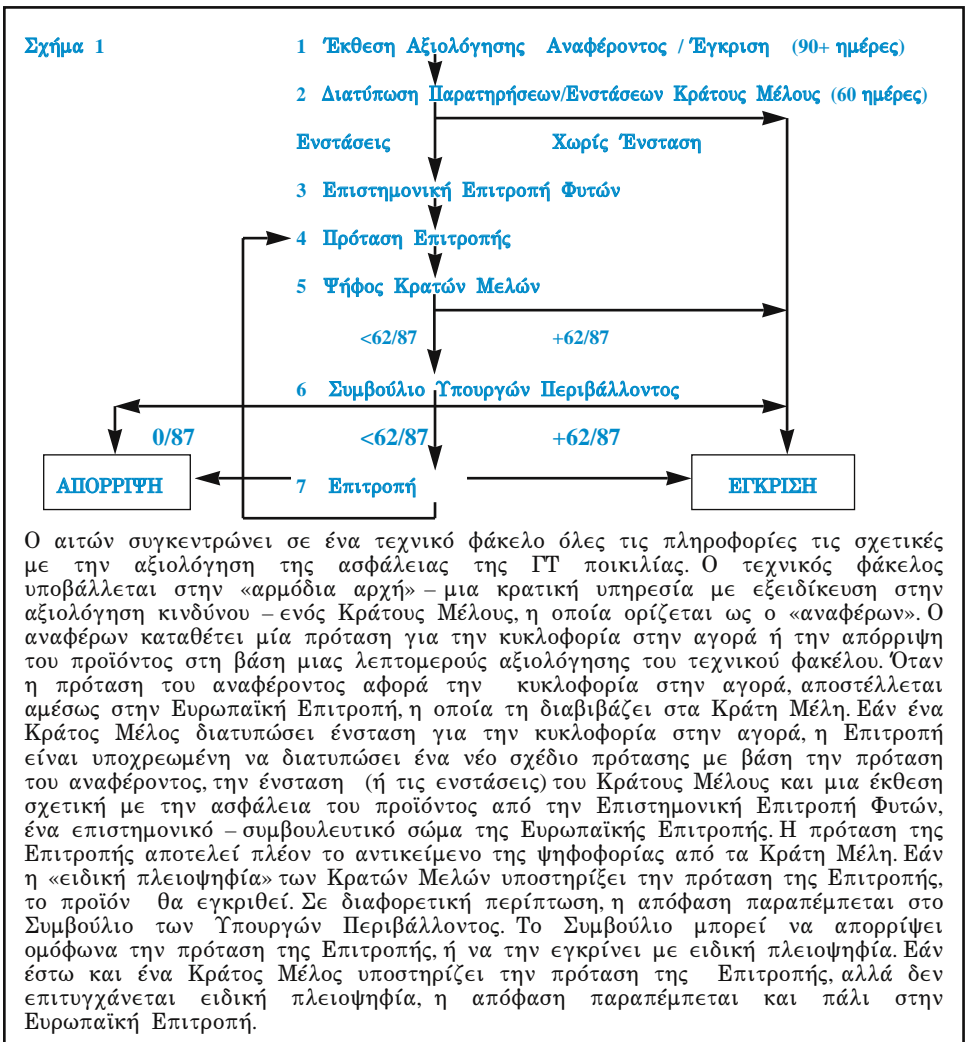 Σχήμα 1
1 Έκθεση Αξιολόγησης Αναφέροντος / Έγκριση (90+ ημέρες)
2 Διατύπωση Παρατηρήσεων/Ενστάσεων Κράτους Μέλους (60 ημέρες)
Ενστάσεις Χωρίς Ένσταση
3 Επιστημονική Επιτροπή Φυτών
4 Πρόταση Επιτροπής
5 Ψήφος Κρατών Μελών
<62/87 +62/87
6 Συμβούλιο Υπουργών Περιβάλλοντος
0/87 <62/87 +62/87
ΑΠΟΡΡΙΨΗ 7 Επιτροπή ΕΓΚΡΙΣΗ
Ο αιτών συγκεντρώνει σε ένα τεχνικό φάκελο όλες τις πληροφορίες τις σχετικές
με την αξιολόγηση της ασφάλειας της ΓΤ ποικιλίας. Ο τεχνικός φάκελος
υποβάλλεται στην «αρμόδια αρχή» – μια κρατική υπηρεσία με εξειδίκευση στην
αξιολόγηση κινδύνου – ενός Κράτους Μέλους, η οποία ορίζεται ως ο «αναφέρων». Ο
αναφέρων καταθέτει μία πρόταση για την κυκλοφορία στην αγορά ή την απόρριψη
του προϊόντος στη βάση μιας λεπτομερούς αξιολόγησης του τεχνικού φακέλου. Όταν
η πρόταση του αναφέροντος αφορά την κυκλοφορία στην αγορά, αποστέλλεται
αμέσως στην Ευρωπαϊκή Επιτροπή, η οποία τη διαβιβάζει στα Κράτη Μέλη. Εάν ένα
Κράτος Μέλος διατυπώσει ένσταση για την κυκλοφορία στην αγορά, η Επιτροπή
είναι υποχρεωμένη να διατυπώσει ένα νέο σχέδιο πρότασης με βάση την πρόταση
του αναφέροντος, την ένσταση (ή τις ενστάσεις) του Κράτους Μέλους και μια έκθεση
σχετική με την ασφάλεια του προϊόντος από την Επιστημονική Επιτροπή Φυτών,
ένα επιστημονικό – συμβουλευτικό σώμα της Ευρωπαϊκής Επιτροπής. Η πρόταση της
Επιτροπής αποτελεί πλέον το αντικείμενο της ψηφοφορίας από τα Κράτη Μέλη. Εάν
η «ειδική πλειοψηφία» των Κρατών Μελών υποστηρίξει την πρόταση της Επιτροπής,
το προϊόν θα εγκριθεί. Σε διαφορετική περίπτωση, η απόφαση παραπέμπεται στο
Συμβούλιο των Υπουργών Περιβάλλοντος. Το Συμβούλιο μπορεί να απορρίψει
ομόφωνα την πρόταση της Επιτροπής, ή να την εγκρίνει με ειδική πλειοψηφία. Εάν
έστω και ένα Κράτος Μέλος υποστηρίζει την πρόταση της Επιτροπής, αλλά δεν
επιτυγχάνεται ειδική πλειοψηφία, η απόφαση παραπέμπεται και πάλι στην
Ευρωπαϊκή Επιτροπή.